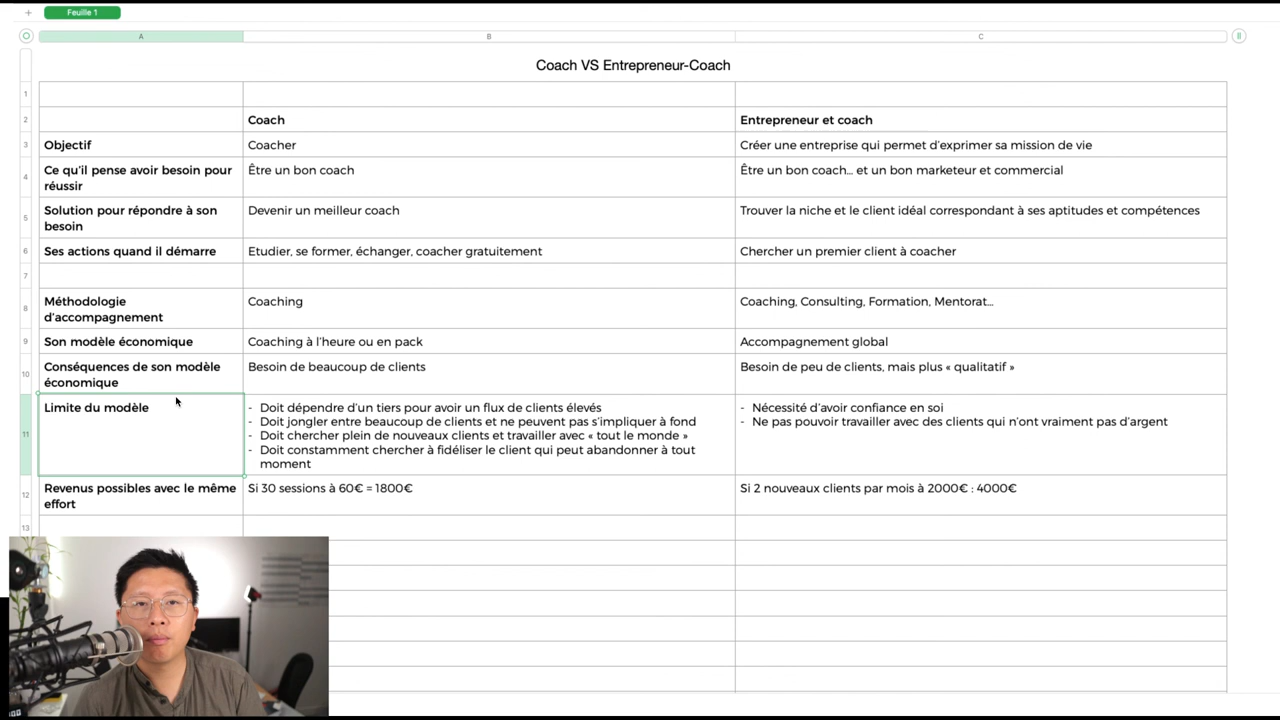 Feuille 1
A
B
C
Coach VS Entrepreneur-Coach
1
2
Coach
Entrepreneur et coach
3
Objectif
Coacher
Créer une entreprise qui permet d'exprimer sa mission de vie
4
Ce qu'il pense avoir besoin pour
réussir
Être un bon coach
Être un bon coach... et un bon marketeur et commercial
5
Solution pour répondre à son
besoin
Devenir un meilleur coach
Trouver la niche et le client idéal correspondant à ses aptitudes et compétences
6
Ses actions quand il démarre
Etudier, se former, échanger, coacher gratuitement
Chercher un premier client à coacher
7
8
Méthodologie
d'accompagnement
Coaching
Coaching, Consulting, Formation, Mentorat...
9
Son modèle économique
Coaching à l'heure ou en pack
Accompagnement global
10
Conséquences de son modèle
économique
Besoin de beaucoup de clients
Besoin de peu de clients, mais plus « qualitatif »
11
Limite du modèle
- Doit dépendre d'un tiers pour avoir un flux de clients élevés
- Doit jongler entre beaucoup de clients et ne peuvent pas s'impliquer à fond
- Doit chercher plein de nouveaux clients et travailler avec « tout le monde »
- Doit constamment chercher à fidéliser le client qui peut abandonner à tout
moment
- Nécessité d'avoir confiance en soi
- Ne pas pouvoir travailler avec des clients qui n'ont vraiment pas d'argent
12
Revenus possibles avec le même
effort
Si 30 sessions à 60€ = 1800€
Si 2 nouveaux clients par mois à 2000€ : 4000€
13